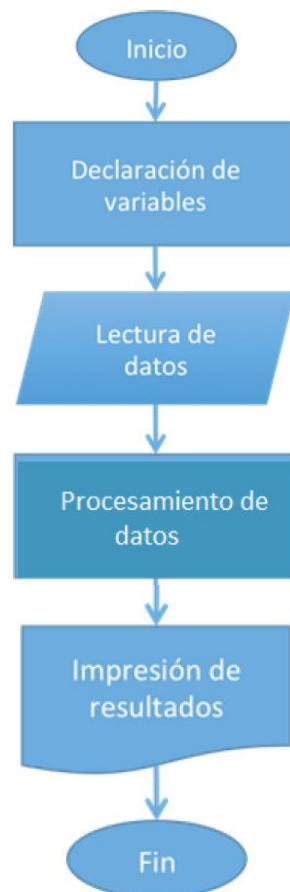 Inicio
Declaración de
variables
Lectura de
datos
Procesamiento de
datos
Impresión de
resultados
Fin